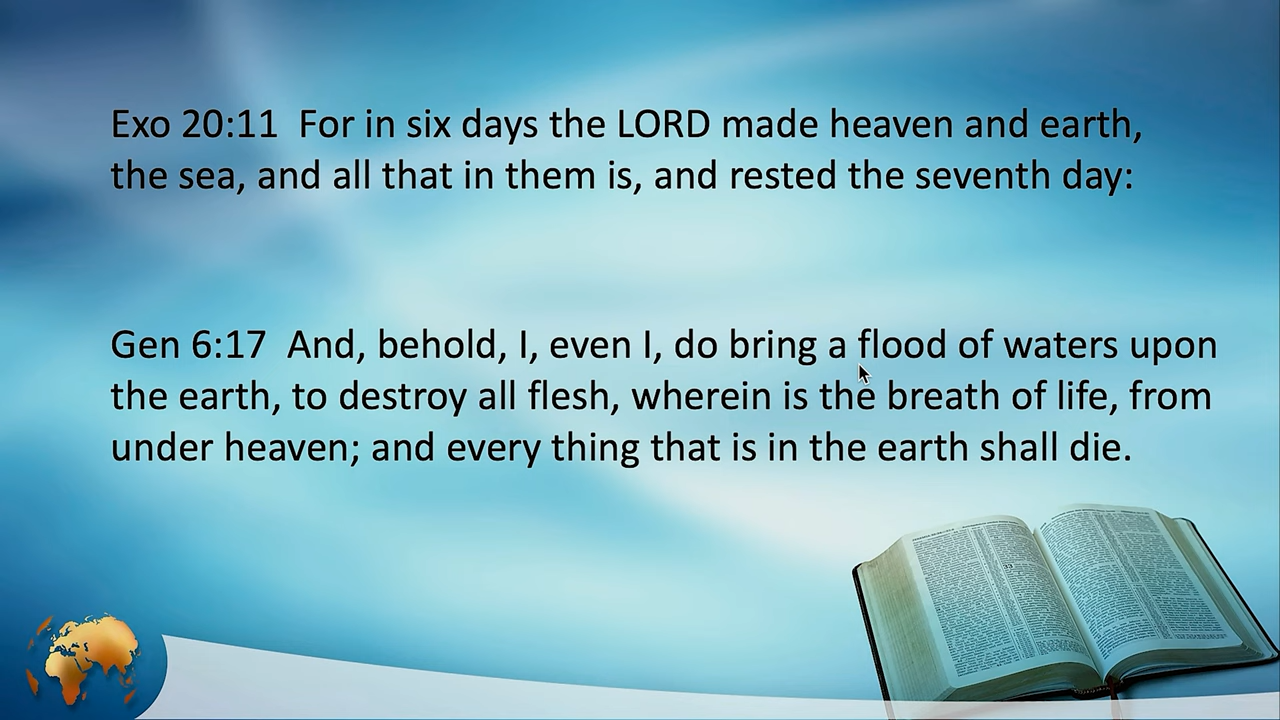 Exo 20:11  For in six days the LORD made heaven and earth,
the sea, and all that in them is, and rested the seventh day:
Gen 6:17  And, behold, I, even I, do bring a flood of waters upon
the earth, to destroy all flesh, wherein is the breath of life, from
under heaven; and every thing that is in the earth shall die.